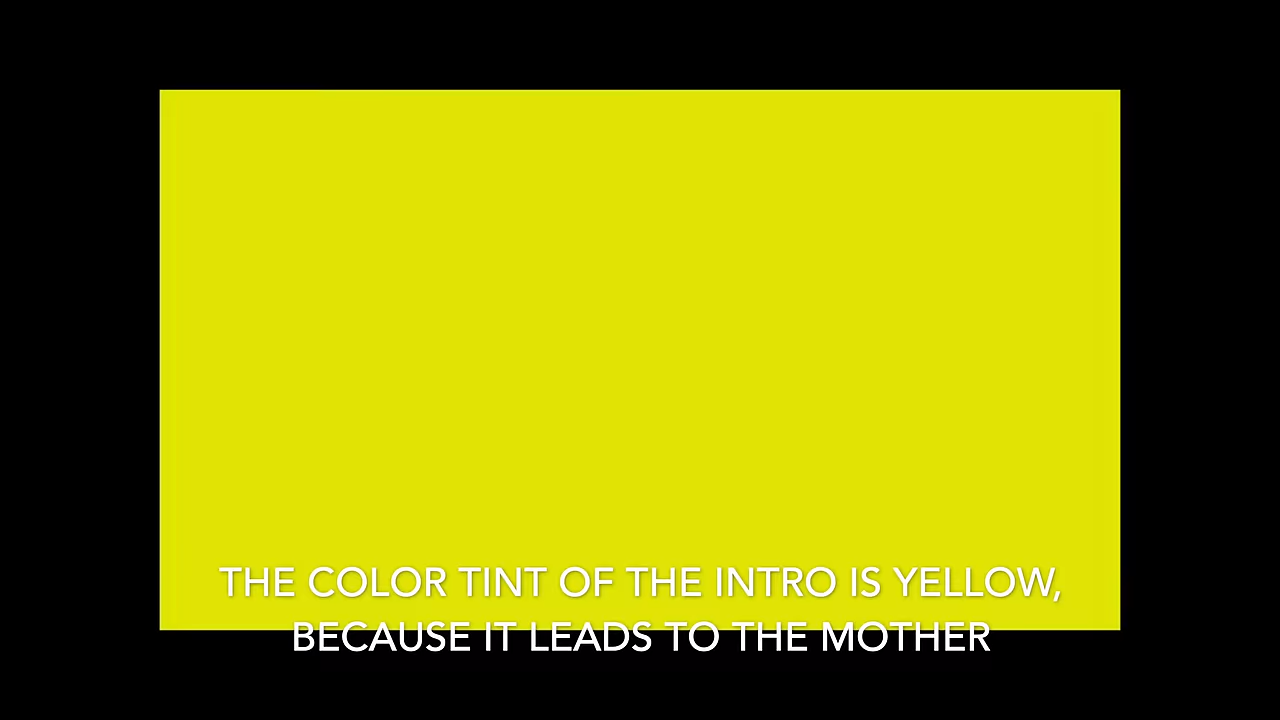 THE COLOR TINT OF THE INTRO IS YELLOW,
BECAUSE IT LEADS TO THE MOTHER